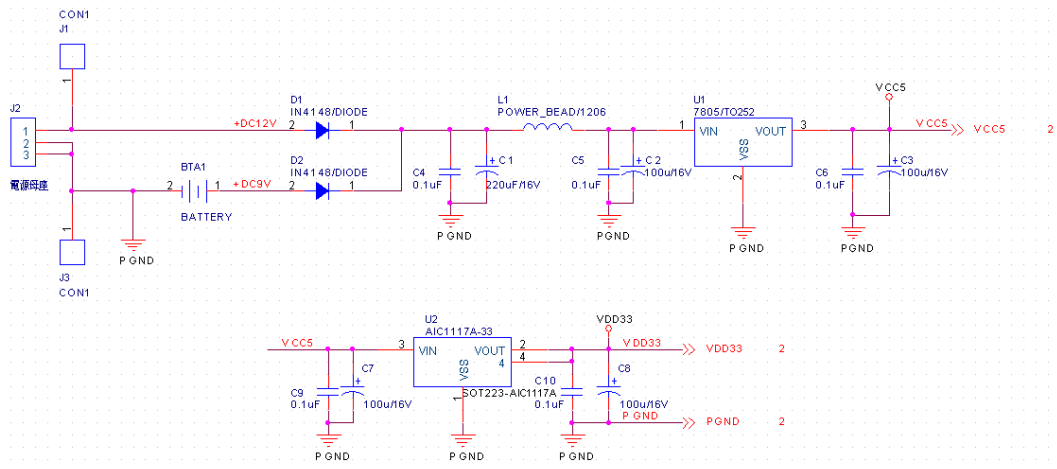 CON1
J1
1
J2
1
2
3
電源母座
+DC12V
D1
IN4148/DIODE
2
1
BTA1
2
1
BATTERY
+DC9V
D2
IN4148/DIODE
2
1
PGND
1
J3
CON1
C4
0.1uF
+
C1
220uF/16V
PGND
L1
POWER_BEAD/1206
C5
0.1uF
+
C2
100u/16V
PGND
U1
7805/TO252
1
VIN
VOUT
3
VSS
2
PGND
VCC5
VCC5
VCC5
2
C6
0.1uF
+
C3
100u/16V
PGND
VCC5
C9
0.1uF
+
C7
100u/16V
PGND
U2
AIC1117A-33
3
VIN
VOUT
2
4
4
VSS
1
SOT223-AIC1117A
PGND
VDD33
VDD33
VDD33
2
C10
0.1uF
+
C8
100u/16V
PGND
PGND
2
PGND